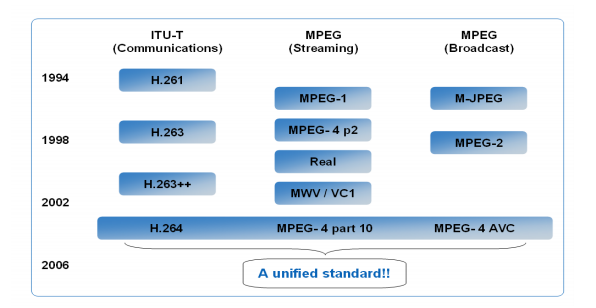 ITU-T MPEG MPEG
(Communications) (Streaming) (Broadcast)
1994
H.261
MPEG-1 M-JPEG
H.263 MPEG- 4 p2
1998
MPEG-2
Real
H.263++
MWV / VC1
2002
H.264 MPEG- 4 part 10 MPEG- 4 AVC
2006
A unified standard!!